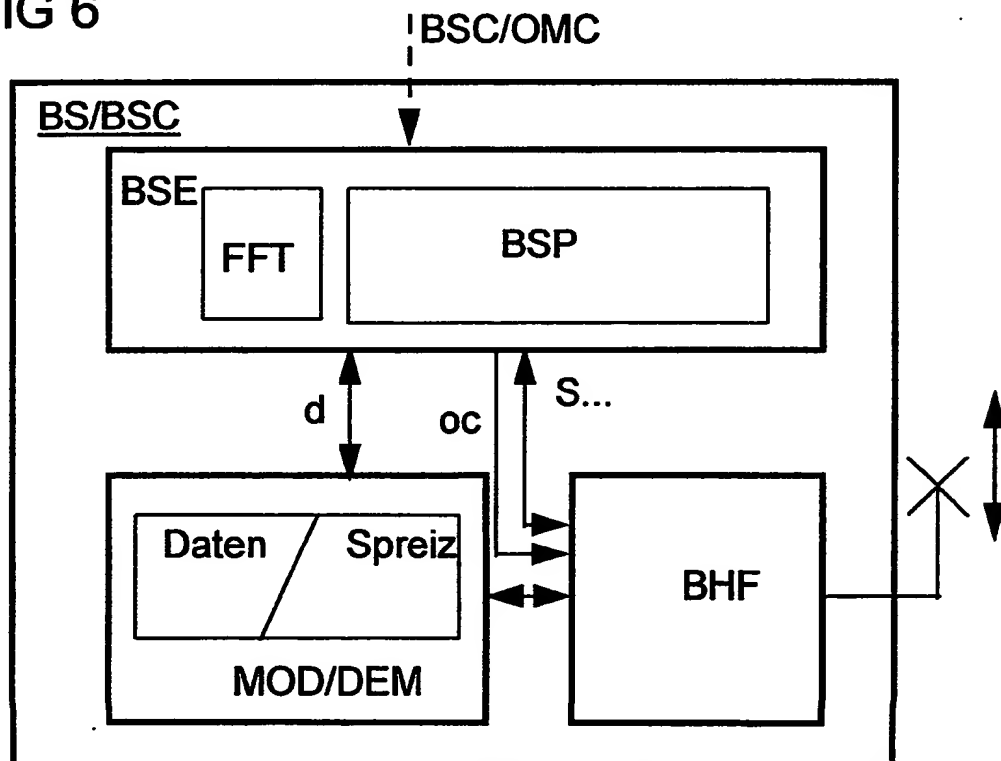 IG 6
BSC/OMC
BS/BSC
BSE
FFT
BSP
d
oc
S...
Daten
Spreiz
BHF
MOD/DEM